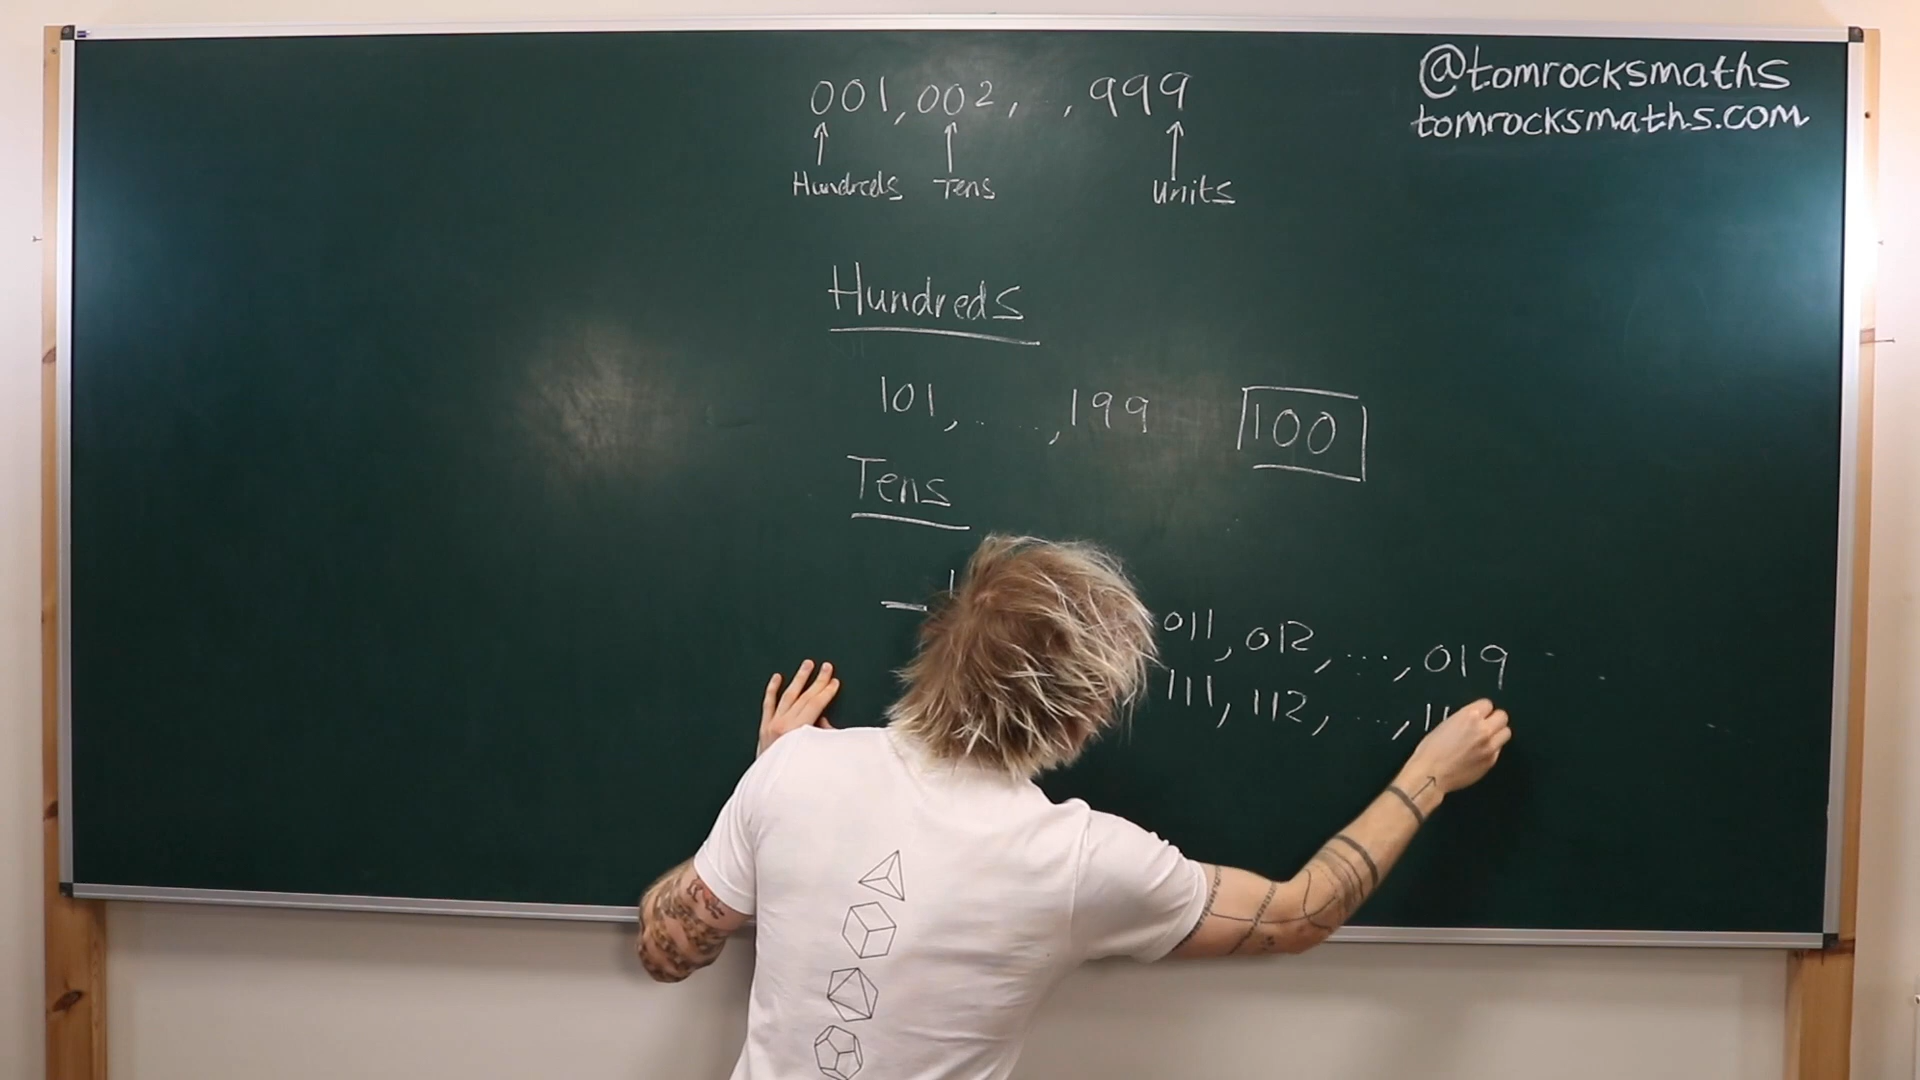 @tomrocksmaths
tomrocksmaths.com
001, 002, ..., 999
Hundreds Tens Units
Hundreds
101, ..., 199 100
Tens
_ 1
011, 012, ..., 019
111, 112, ..., 11